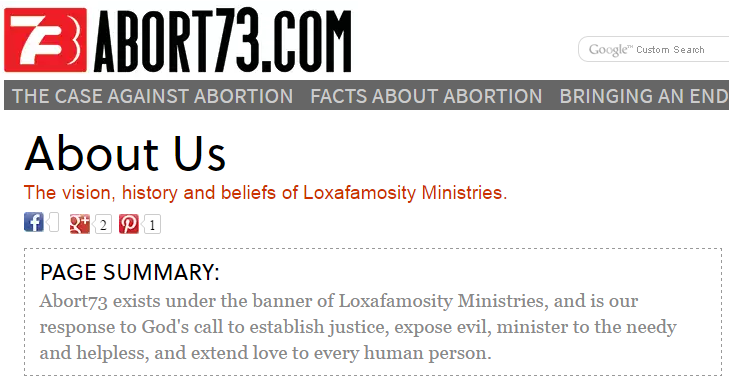 73 ABORT73.COM
Google™ Custom Search
THE CASE AGAINST ABORTION FACTS ABOUT ABORTION BRINGING AN END
About Us
The vision, history and beliefs of Loxafamosity Ministries.
f g+ 2 p 1
PAGE SUMMARY:
Abort73 exists under the banner of Loxafamosity Ministries, and is our
response to God's call to establish justice, expose evil, minister to the needy
and helpless, and extend love to every human person.